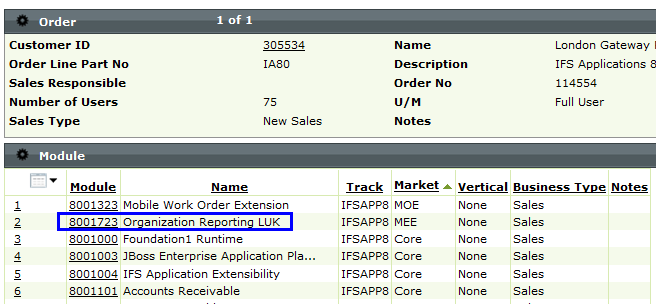 Order 1 of 1
Customer ID 305534 Name London Gateway
Order Line Part No IA80 Description IFS Applications 8
Sales Responsible Order No 114554
Number of Users 75 U/M Full User
Sales Type New Sales Notes
Module
Module Name Track Market Vertical Business Type Notes
1 8001323 Mobile Work Order Extension IFSAPP8 MOE None Sales
2 8001723 Organization Reporting LUK IFSAPP8 MEE None Sales
3 8001000 Foundation1 Runtime IFSAPP8 Core None Sales
4 8001003 JBoss Enterprise Application Pla... IFSAPP8 Core None Sales
5 8001004 IFS Application Extensibility IFSAPP8 Core None Sales
6 8001101 Accounts Receivable IFSAPP8 Core None Sales